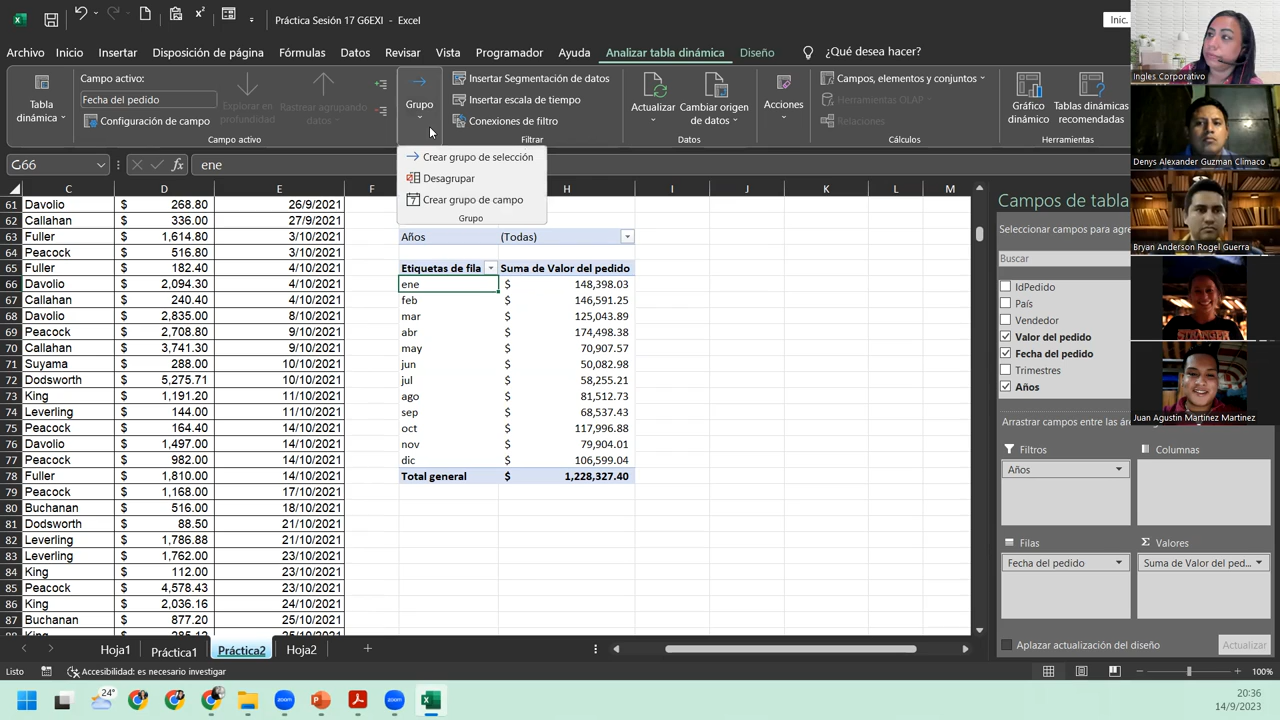 Práctica Sesión 17 G6EXI - Excel
Inic.
Archivo Inicio Insertar Disposición de página Fórmulas Datos Revisar Vista Programador Ayuda Analizar tabla dinámica Diseño ¿Qué desea hacer?
Tabla dinámica
Campo activo:
Fecha del pedido
Configuración de campo
Explorar en profundidad
Rastrear agrupando datos
Campo activo
Grupo
Insertar Segmentación de datos
Insertar escala de tiempo
Conexiones de filtro
Filtrar
Actualizar
Cambiar origen de datos
Datos
Acciones
Campos, elementos y conjuntos
Herramientas OLAP
Relaciones
Cálculos
Gráfico dinámico
Tablas dinámicas recomendadas
Herramientas
Crear grupo de selección
Desagrupar
Crear grupo de campo
Grupo
G66
fx
ene
C D E F H I J K L M
61 Davolio $ 268.80 26/9/2021
62 Callahan $ 336.00 27/9/2021
63 Fuller $ 1,614.80 3/10/2021 Años (Todas)
64 Peacock $ 516.80 3/10/2021
65 Fuller $ 182.40 4/10/2021 Etiquetas de fila Suma de Valor del pedido
66 Davolio $ 2,094.30 4/10/2021 ene $ 148,398.03
67 Callahan $ 240.40 4/10/2021 feb $ 146,591.25
68 Davolio $ 2,835.00 8/10/2021 mar $ 125,043.89
69 Peacock $ 2,708.80 9/10/2021 abr $ 174,498.38
70 Callahan $ 3,741.30 9/10/2021 may $ 70,907.57
71 Suyama $ 288.00 10/10/2021 jun $ 50,082.98
72 Dodsworth $ 5,275.71 10/10/2021 jul $ 58,255.21
73 King $ 1,191.20 11/10/2021 ago $ 81,512.73
74 Leverling $ 144.00 11/10/2021 sep $ 68,537.43
75 Peacock $ 164.40 14/10/2021 oct $ 117,996.88
76 Davolio $ 1,497.00 14/10/2021 nov $ 79,904.01
77 Peacock $ 982.00 14/10/2021 dic $ 106,599.04
78 Fuller $ 1,810.00 14/10/2021 Total general $ 1,228,327.40
79 Peacock $ 1,168.00 17/10/2021
80 Buchanan $ 516.00 18/10/2021
81 Dodsworth $ 88.50 21/10/2021
82 Leverling $ 1,786.88 21/10/2021
83 Leverling $ 1,762.00 23/10/2021
84 King $ 112.00 23/10/2021
85 Peacock $ 4,578.43 23/10/2021
86 King $ 2,036.16 24/10/2021
87 Buchanan $ 877.20 25/10/2021
Campos de tabla
Seleccionar campos para agre
Buscar
IdPedido
País
Vendedor
Valor del pedido
Fecha del pedido
Trimestres
Años
Arrastrar campos entre las ár
Filtros
Años
Columnas
Filas
Fecha del pedido
Σ Valores
Suma de Valor del ped...
Aplazar actualización del diseño
Actualizar
Ingles Corporativo
Denys Alexander Guzman Climaco
Bryan Anderson Rogel Guerra
STRANGER
Juan Agustin Martinez Martinez
Hoja1 Práctica1 Práctica2 Hoja2
Listo
Accesibilidad: es necesario investigar
100%
24°
zoom
zoom
20:36
14/9/2023